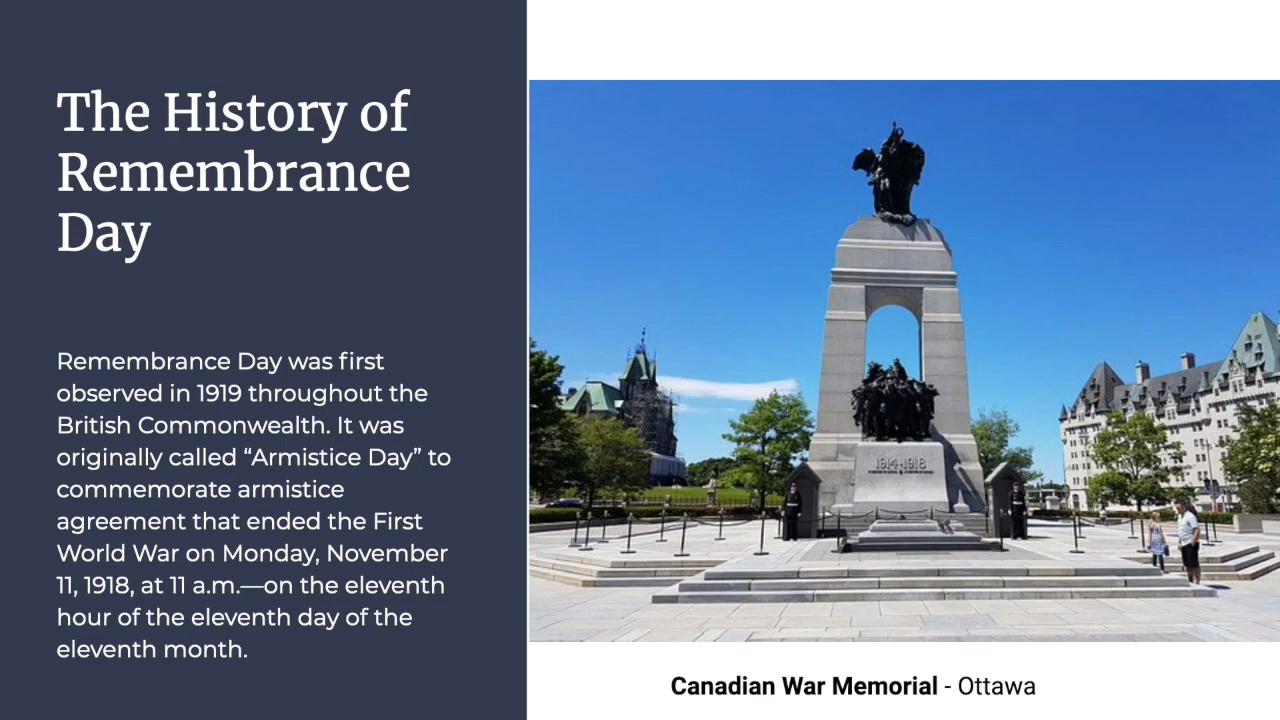 The History of
Remembrance
Day
Remembrance Day was first
observed in 1919 throughout the
British Commonwealth. It was
originally called “Armistice Day” to
commemorate armistice
agreement that ended the First
World War on Monday, November
11, 1918, at 11 a.m.—on the eleventh
hour of the eleventh day of the
eleventh month.
1914-1918
Canadian War Memorial - Ottawa